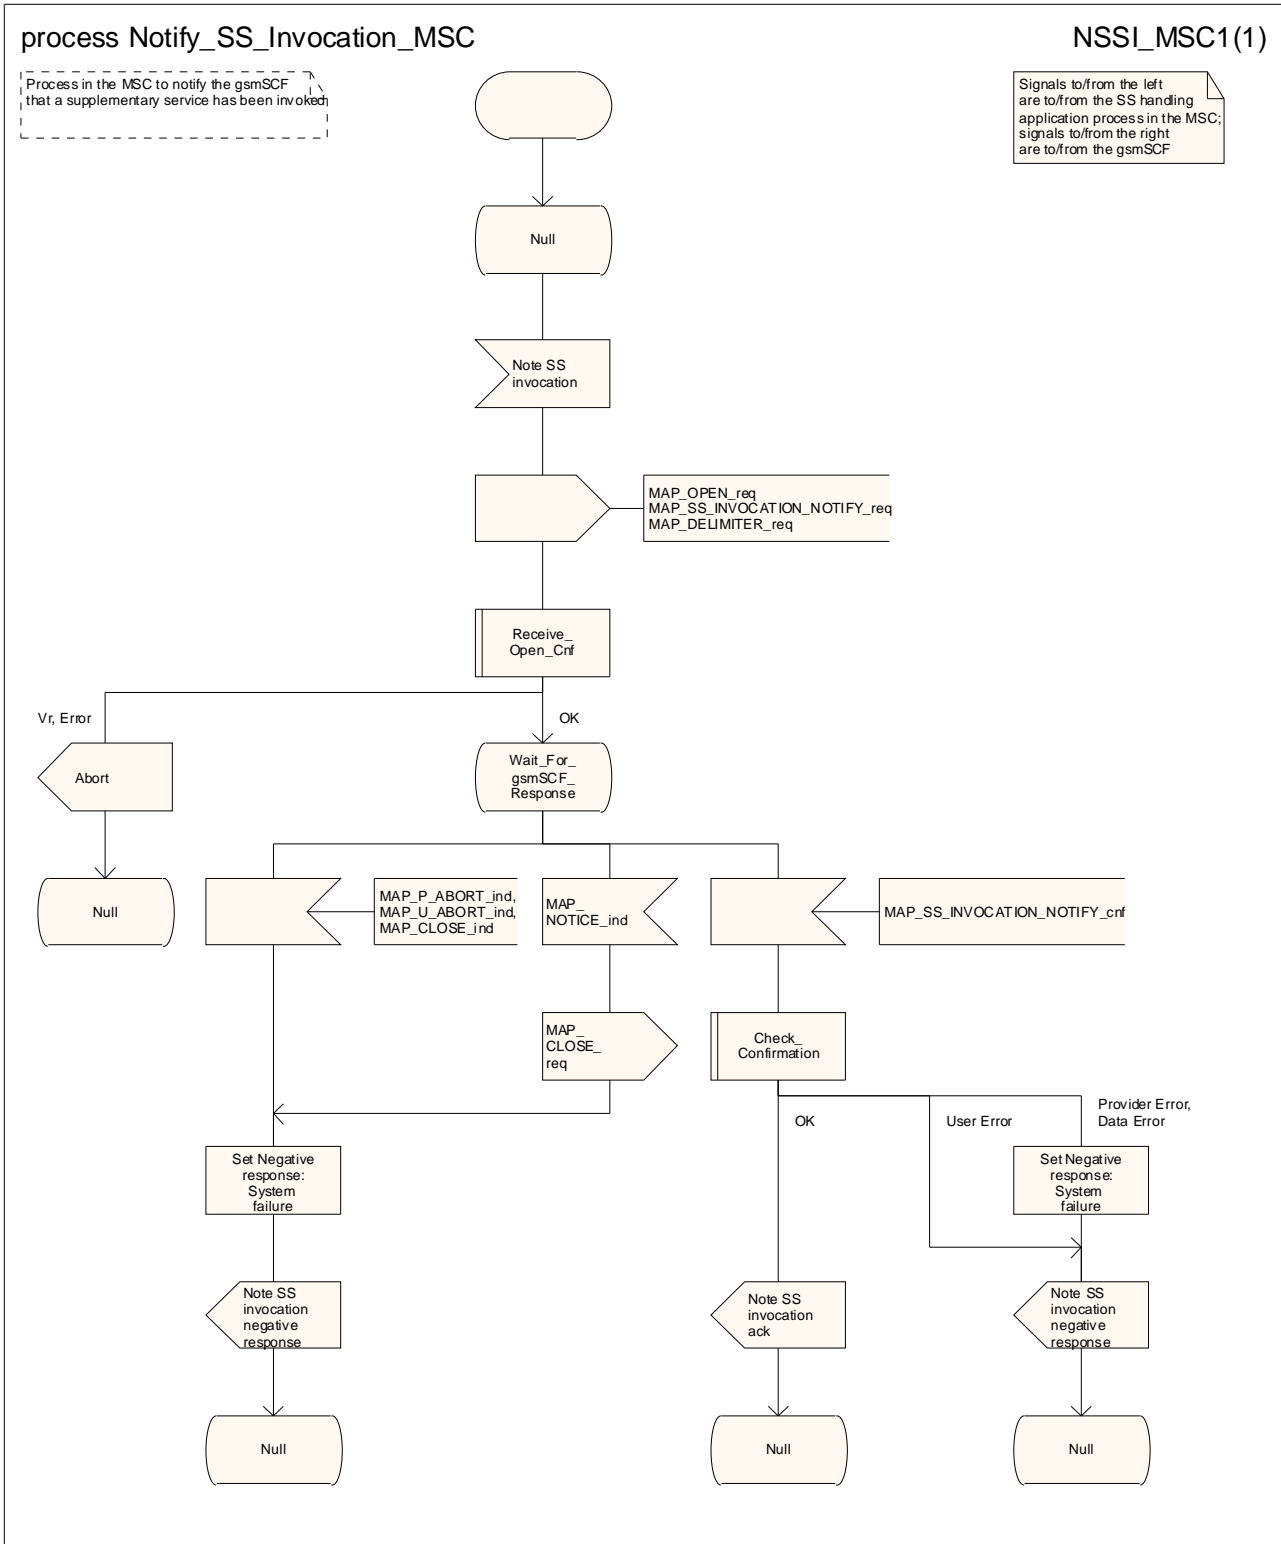 process Notify_SS_Invocation_MSC
NSSI_MSC1(1)
Process in the MSC to notify the gsmSCF
that a supplementary service has been invoked
Signals to/from the left
are to/from the SS handling
application process in the MSC;
signals to/from the right
are to/from the gsmSCF
Null
Note SS
invocation
MAP_OPEN_req
MAP_SS_INVOCATION_NOTIFY_req
MAP_DELIMITER_req
Receive_
Open_Cnf
Vr, Error
OK
Abort
Wait_For_
gsmSCF_
Response
Null
MAP_P_ABORT_ind,
MAP_U_ABORT_ind,
MAP_CLOSE_ind
MAP_
NOTICE_ind
MAP_SS_INVOCATION_NOTIFY_cnf
MAP_
CLOSE_
req
Check_
Confirmation
OK
User Error
Provider Error,
Data Error
Set Negative
response:
System
failure
Set Negative
response:
System
failure
Note SS
invocation
negative
response
Note SS
invocation
ack
Note SS
invocation
negative
response
Null
Null
Null